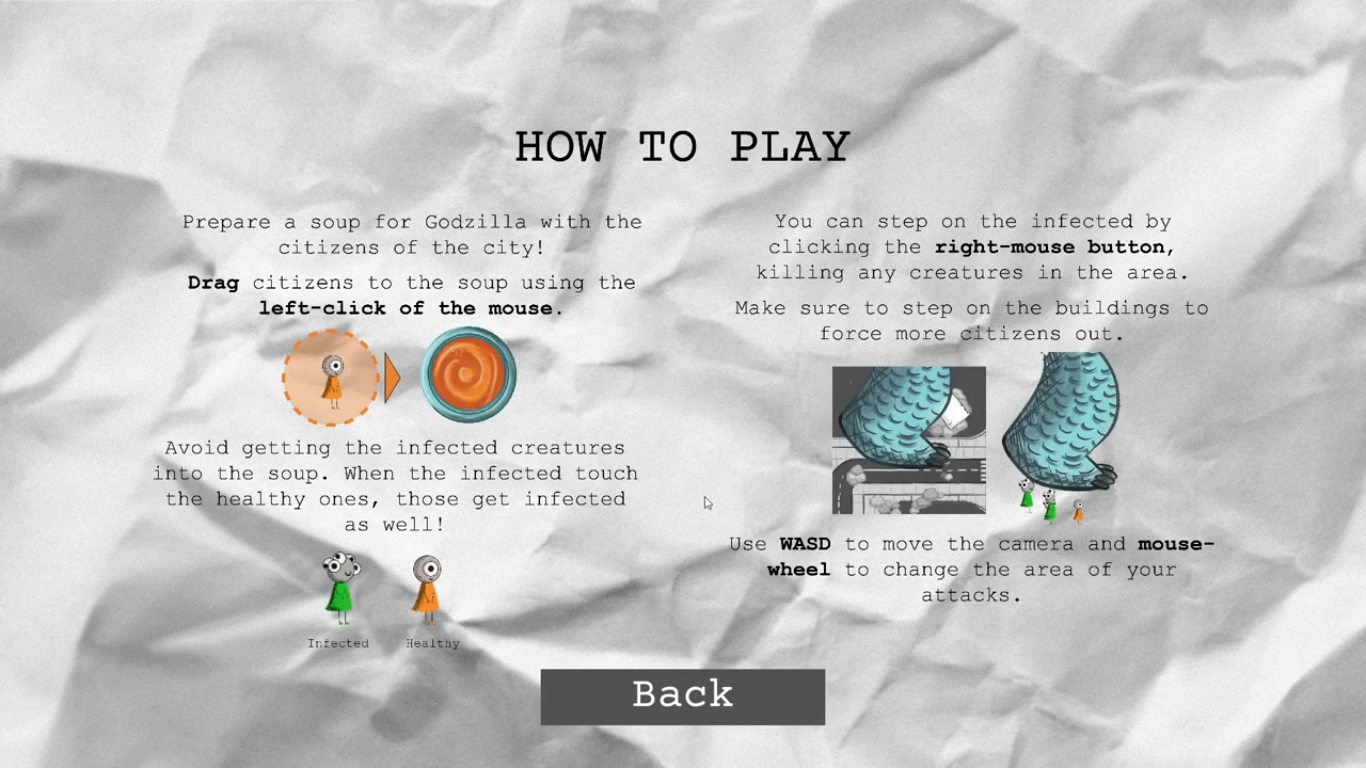 HOW TO PLAY
Prepare a soup for Godzilla with the
citizens of the city!
Drag citizens to the soup using the
left-click of the mouse.
Avoid getting the infected creatures
into the soup. When the infected touch
the healthy ones, those get infected
as well!
Infected
Healthy
You can step on the infected by
clicking the right-mouse button,
killing any creatures in the area.
Make sure to step on the buildings to
force more citizens out.
Use WASD to move the camera and mouse-
wheel to change the area of your
attacks.
Back